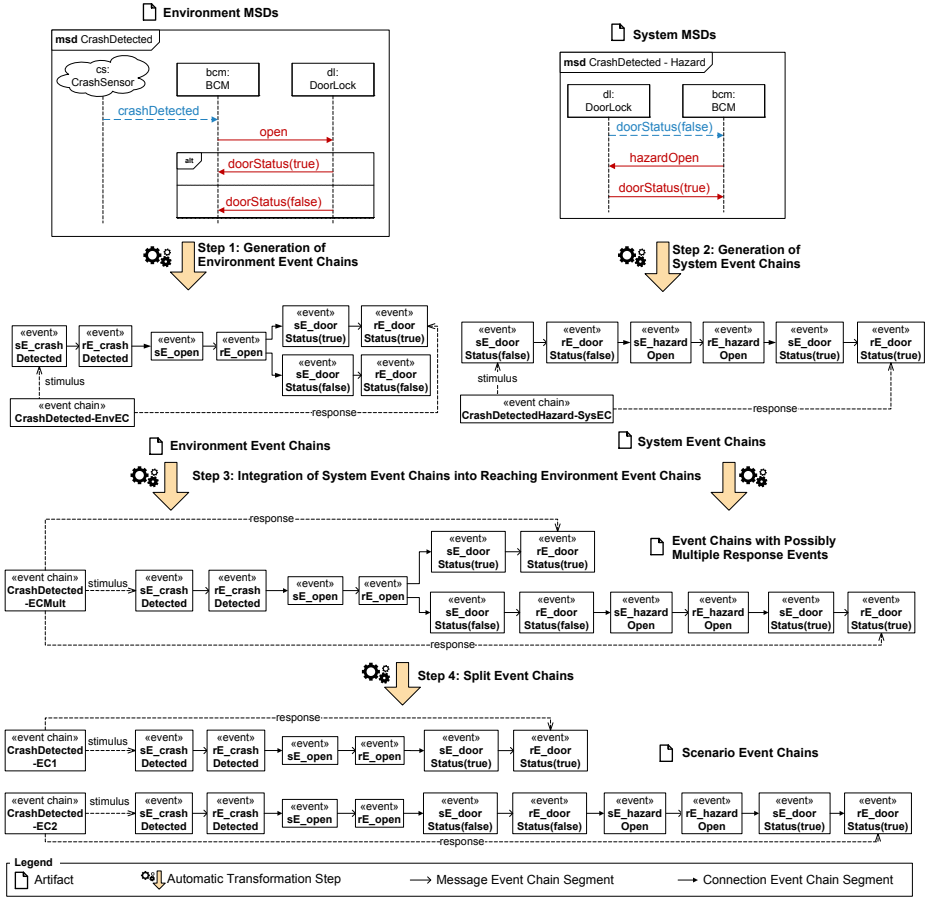 Environment MSDs
msd CrashDetected
cs:
CrashSensor
bcm:
BCM
dl:
DoorLock
crashDetected
open
alt
doorStatus(true)
doorStatus(false)
System MSDs
msd CrashDetected - Hazard
dl:
DoorLock
bcm:
BCM
doorStatus(false)
hazardOpen
doorStatus(true)
Step 1: Generation of
Environment Event Chains
Step 2: Generation of
System Event Chains
«event»
sE_crash
Detected
«event»
rE_crash
Detected
«event»
sE_open
«event»
rE_open
«event»
sE_door
Status(true)
«event»
rE_door
Status(true)
«event»
sE_door
Status(false)
«event»
rE_door
Status(false)
stimulus
«event chain»
CrashDetected-EnvEC
response
«event»
sE_door
Status(false)
«event»
rE_door
Status(false)
«event»
sE_hazard
Open
«event»
rE_hazard
Open
«event»
sE_door
Status(true)
«event»
rE_door
Status(true)
stimulus
«event chain»
CrashDetectedHazard-SysEC
response
Environment Event Chains
System Event Chains
Step 3: Integration of System Event Chains into Reaching Environment Event Chains
response
Event Chains with Possibly
Multiple Response Events
«event chain»
CrashDetected
-ECMult
stimulus
«event»
sE_crash
Detected
«event»
rE_crash
Detected
«event»
sE_open
«event»
rE_open
«event»
sE_door
Status(true)
«event»
rE_door
Status(true)
«event»
sE_door
Status(false)
«event»
rE_door
Status(false)
«event»
sE_hazard
Open
«event»
rE_hazard
Open
«event»
sE_door
Status(true)
«event»
rE_door
Status(true)
response
Step 4: Split Event Chains
response
«event chain»
CrashDetected
-EC1
stimulus
«event»
sE_crash
Detected
«event»
rE_crash
Detected
«event»
sE_open
«event»
rE_open
«event»
sE_door
Status(true)
«event»
rE_door
Status(true)
Scenario Event Chains
«event chain»
CrashDetected
-EC2
stimulus
«event»
sE_crash
Detected
«event»
rE_crash
Detected
«event»
sE_open
«event»
rE_open
«event»
sE_door
Status(false)
«event»
rE_door
Status(false)
«event»
sE_hazard
Open
«event»
rE_hazard
Open
«event»
sE_door
Status(true)
«event»
rE_door
Status(true)
response
Legend
Artifact
Automatic Transformation Step
Message Event Chain Segment
Connection Event Chain Segment